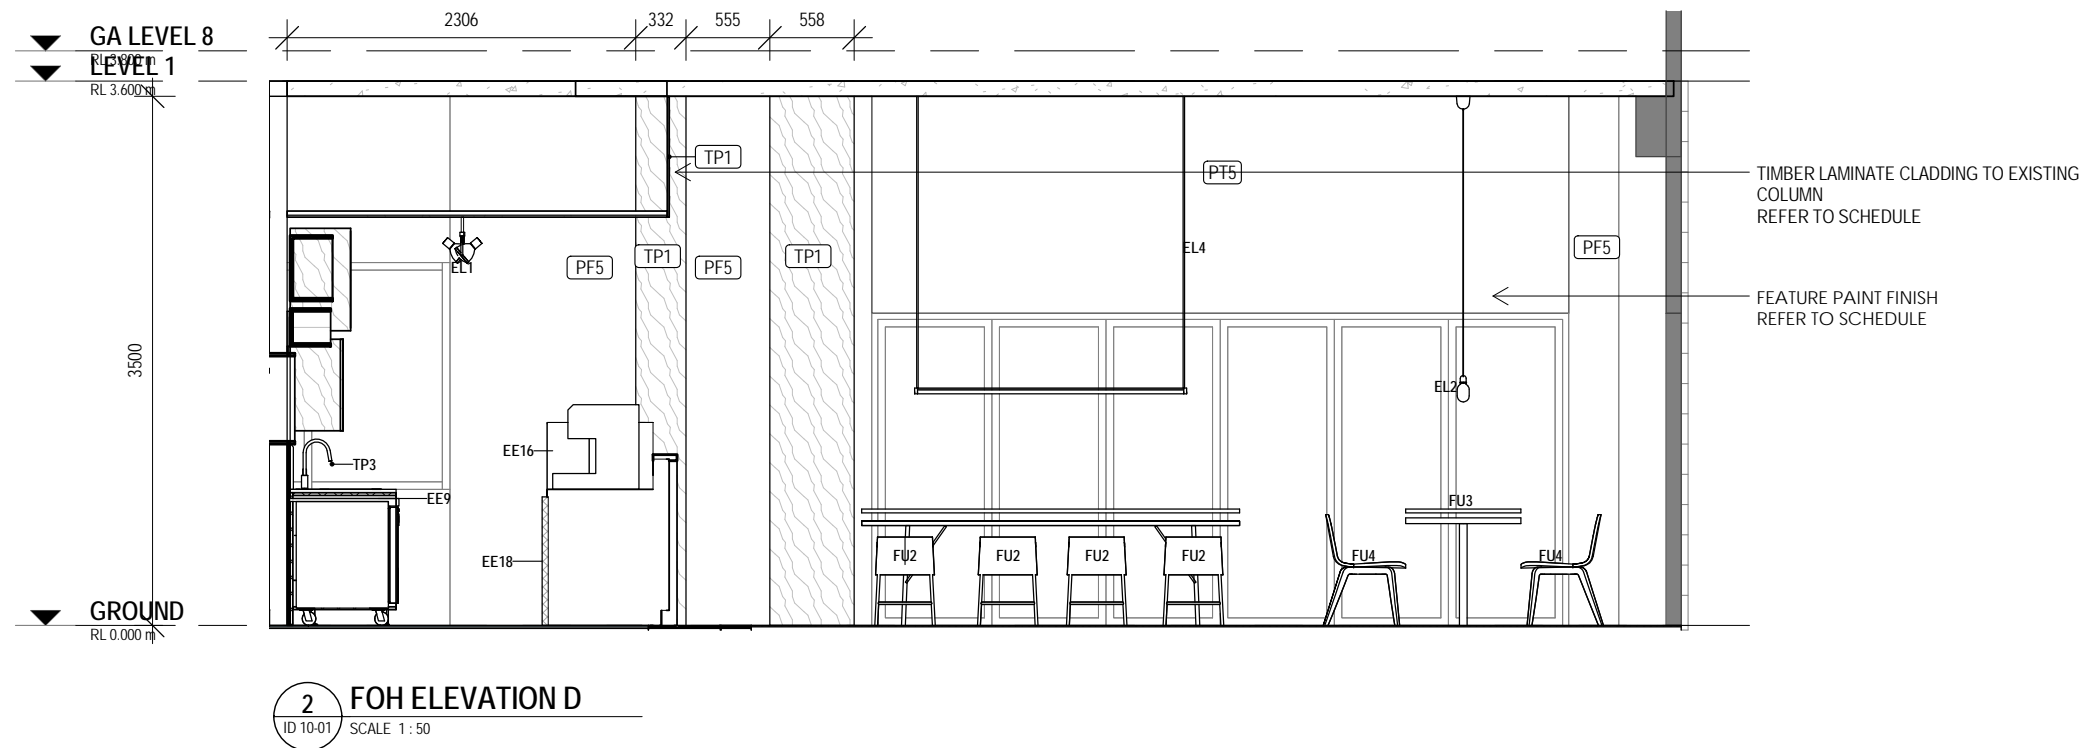 2306
332
555
558
GA LEVEL 8
RL 3.800 m
LEVEL 1
RL 3.600 m
TP1
PT5
TIMBER LAMINATE CLADDING TO EXISTING
COLUMN
REFER TO SCHEDULE
EL4
PF5
TP1
TP1
EL1
PF5
PF5
FEATURE PAINT FINISH
REFER TO SCHEDULE
3500
EL2
EE16
TP3
EE9
FU3
EE18
FU2
FU2
FU2
FU2
FU4
FU4
GROUND
RL 0.000 m
2
ID 10-01
FOH ELEVATION D
SCALE 1 : 50